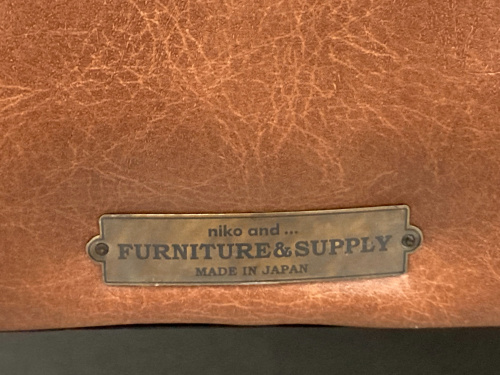 niko and ...
FURNITURE&SUPPLY
MADE IN JAPAN